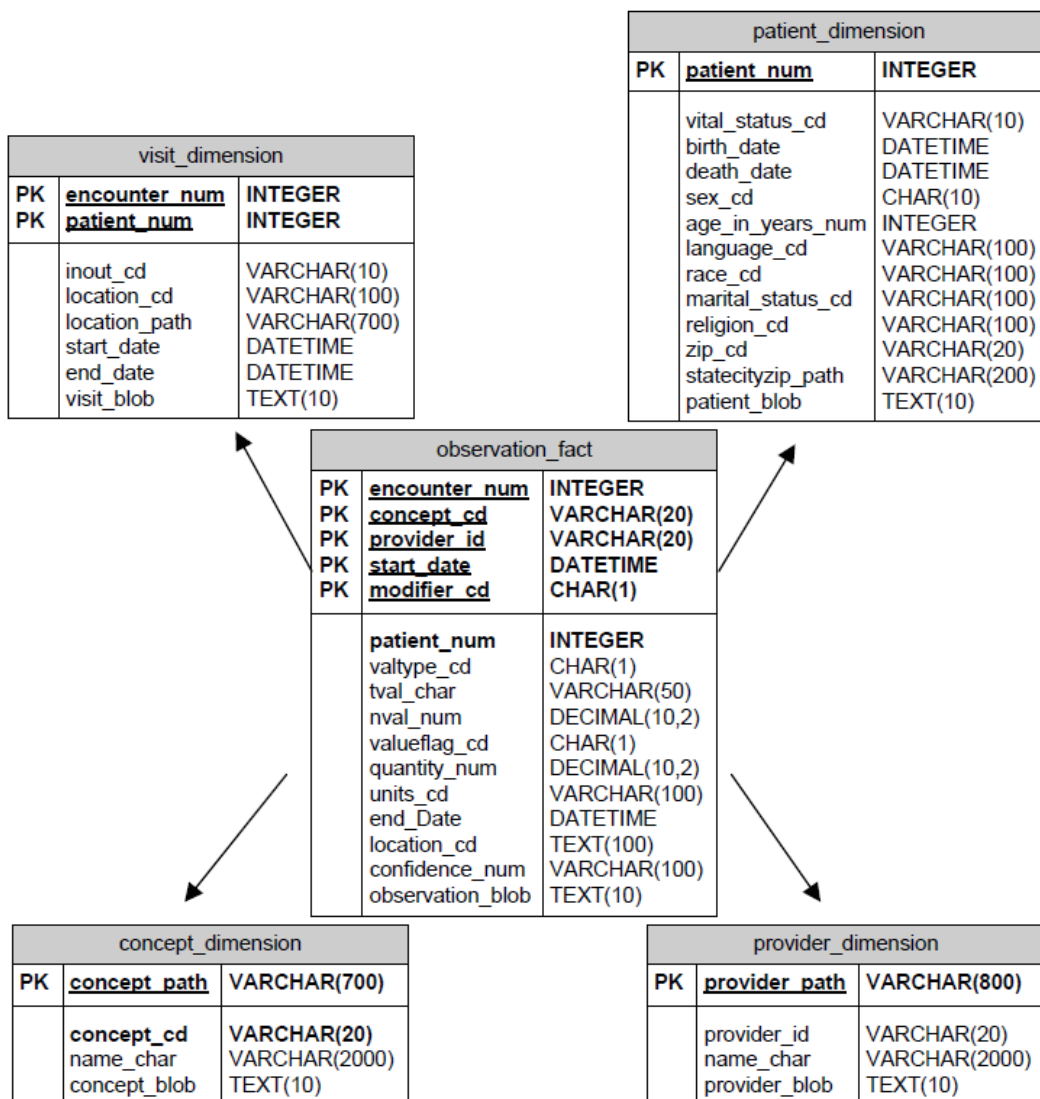 patient_dimension
PK patient_num INTEGER
vital_status_cd VARCHAR(10)
birth_date DATETIME
death_date DATETIME
sex_cd CHAR(10)
age_in_years_num INTEGER
language_cd VARCHAR(100)
race_cd VARCHAR(100)
marital_status_cd VARCHAR(100)
religion_cd VARCHAR(100)
zip_cd VARCHAR(20)
statecityzip_path VARCHAR(200)
patient_blob TEXT(10)
visit_dimension
PK encounter_num INTEGER
PK patient_num INTEGER
inout_cd VARCHAR(10)
location_cd VARCHAR(100)
location_path VARCHAR(700)
start_date DATETIME
end_date DATETIME
visit_blob TEXT(10)
observation_fact
PK encounter_num INTEGER
PK concept_cd VARCHAR(20)
PK provider_id VARCHAR(20)
PK start_date DATETIME
PK modifier_cd CHAR(1)
patient_num INTEGER
valtype_cd CHAR(1)
tval_char VARCHAR(50)
nval_num DECIMAL(10,2)
valueflag_cd CHAR(1)
quantity_num DECIMAL(10,2)
units_cd VARCHAR(100)
end_Date DATETIME
location_cd TEXT(100)
confidence_num VARCHAR(100)
observation_blob TEXT(10)
concept_dimension
PK concept_path VARCHAR(700)
concept_cd VARCHAR(20)
name_char VARCHAR(2000)
concept_blob TEXT(10)
provider_dimension
PK provider_path VARCHAR(800)
provider_id VARCHAR(20)
name_char VARCHAR(2000)
provider_blob TEXT(10)